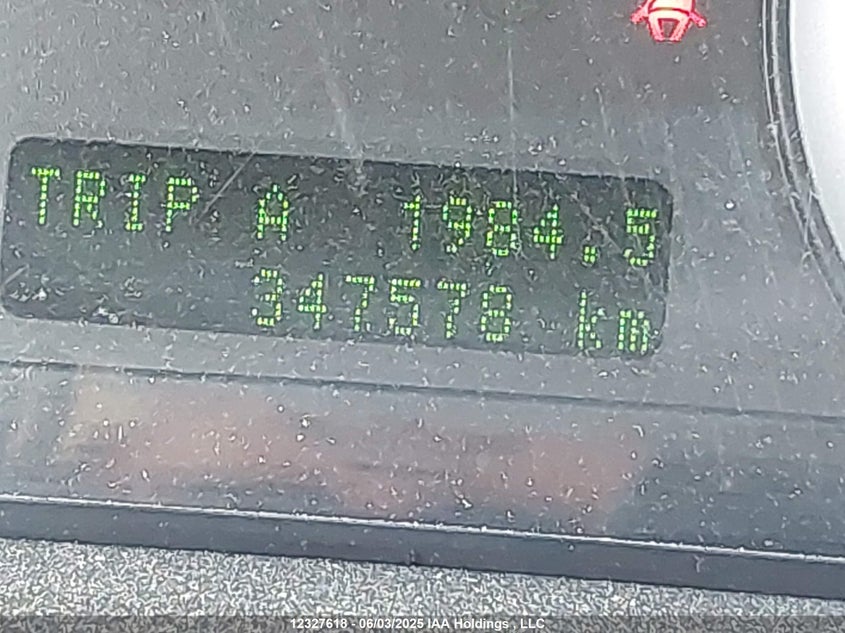 TRIP A 1984.5
347578 km
12327618 - 06/03/2025 IAA Holdings , LLC